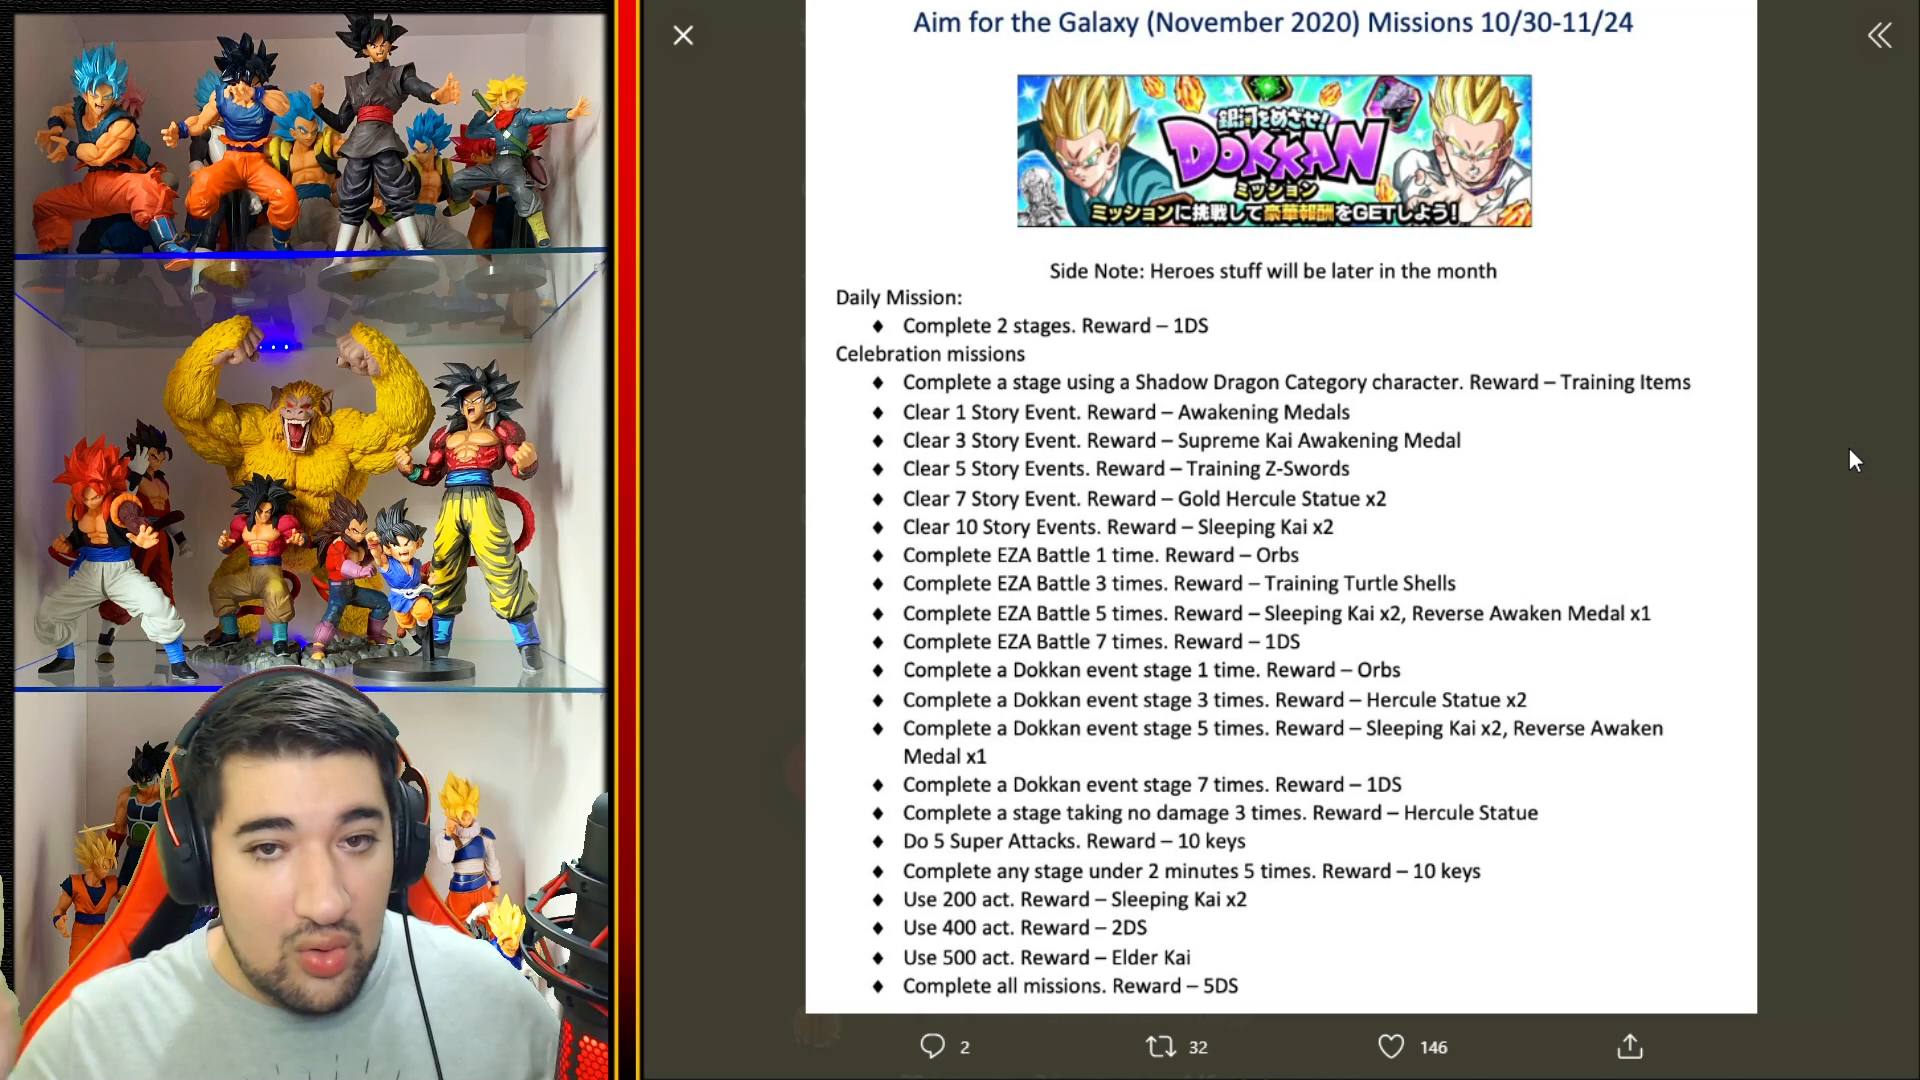 Aim for the Galaxy (November 2020) Missions 10/30-11/24
銀河をめざせ!
DOKKAN
ミッション
ミッションに挑戦して豪華報酬をGETしよう!
Side Note: Heroes stuff will be later in the month
Daily Mission:
♦ Complete 2 stages. Reward – 1DS
Celebration missions
♦ Complete a stage using a Shadow Dragon Category character. Reward – Training Items
♦ Clear 1 Story Event. Reward – Awakening Medals
♦ Clear 3 Story Event. Reward – Supreme Kai Awakening Medal
♦ Clear 5 Story Events. Reward – Training Z-Swords
♦ Clear 7 Story Event. Reward – Gold Hercule Statue x2
♦ Clear 10 Story Events. Reward – Sleeping Kai x2
♦ Complete EZA Battle 1 time. Reward – Orbs
♦ Complete EZA Battle 3 times. Reward – Training Turtle Shells
♦ Complete EZA Battle 5 times. Reward – Sleeping Kai x2, Reverse Awaken Medal x1
♦ Complete EZA Battle 7 times. Reward – 1DS
♦ Complete a Dokkan event stage 1 time. Reward – Orbs
♦ Complete a Dokkan event stage 3 times. Reward – Hercule Statue x2
♦ Complete a Dokkan event stage 5 times. Reward – Sleeping Kai x2, Reverse Awaken
Medal x1
♦ Complete a Dokkan event stage 7 times. Reward – 1DS
♦ Complete a stage taking no damage 3 times. Reward – Hercule Statue
♦ Do 5 Super Attacks. Reward – 10 keys
♦ Complete any stage under 2 minutes 5 times. Reward – 10 keys
♦ Use 200 act. Reward – Sleeping Kai x2
♦ Use 400 act. Reward – 2DS
♦ Use 500 act. Reward – Elder Kai
♦ Complete all missions. Reward – 5DS
2 32 146